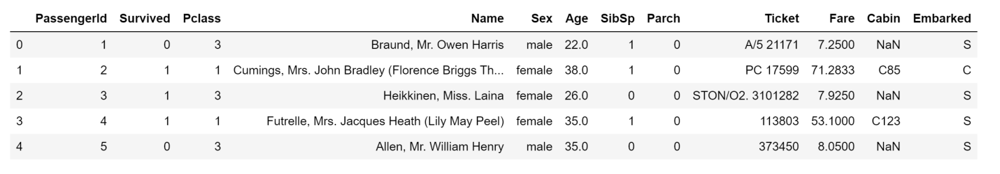 PassengerId Survived Pclass Name Sex Age SibSp Parch Ticket Fare Cabin Embarked
0 1 0 3 Braund, Mr. Owen Harris male 22.0 1 0 A/5 21171 7.2500 NaN S
1 2 1 1 Cumings, Mrs. John Bradley (Florence Briggs Th... female 38.0 1 0 PC 17599 71.2833 C85 C
2 3 1 3 Heikkinen, Miss. Laina female 26.0 0 0 STON/O2. 3101282 7.9250 NaN S
3 4 1 1 Futrelle, Mrs. Jacques Heath (Lily May Peel) female 35.0 1 0 113803 53.1000 C123 S
4 5 0 3 Allen, Mr. William Henry male 35.0 0 0 373450 8.0500 NaN S